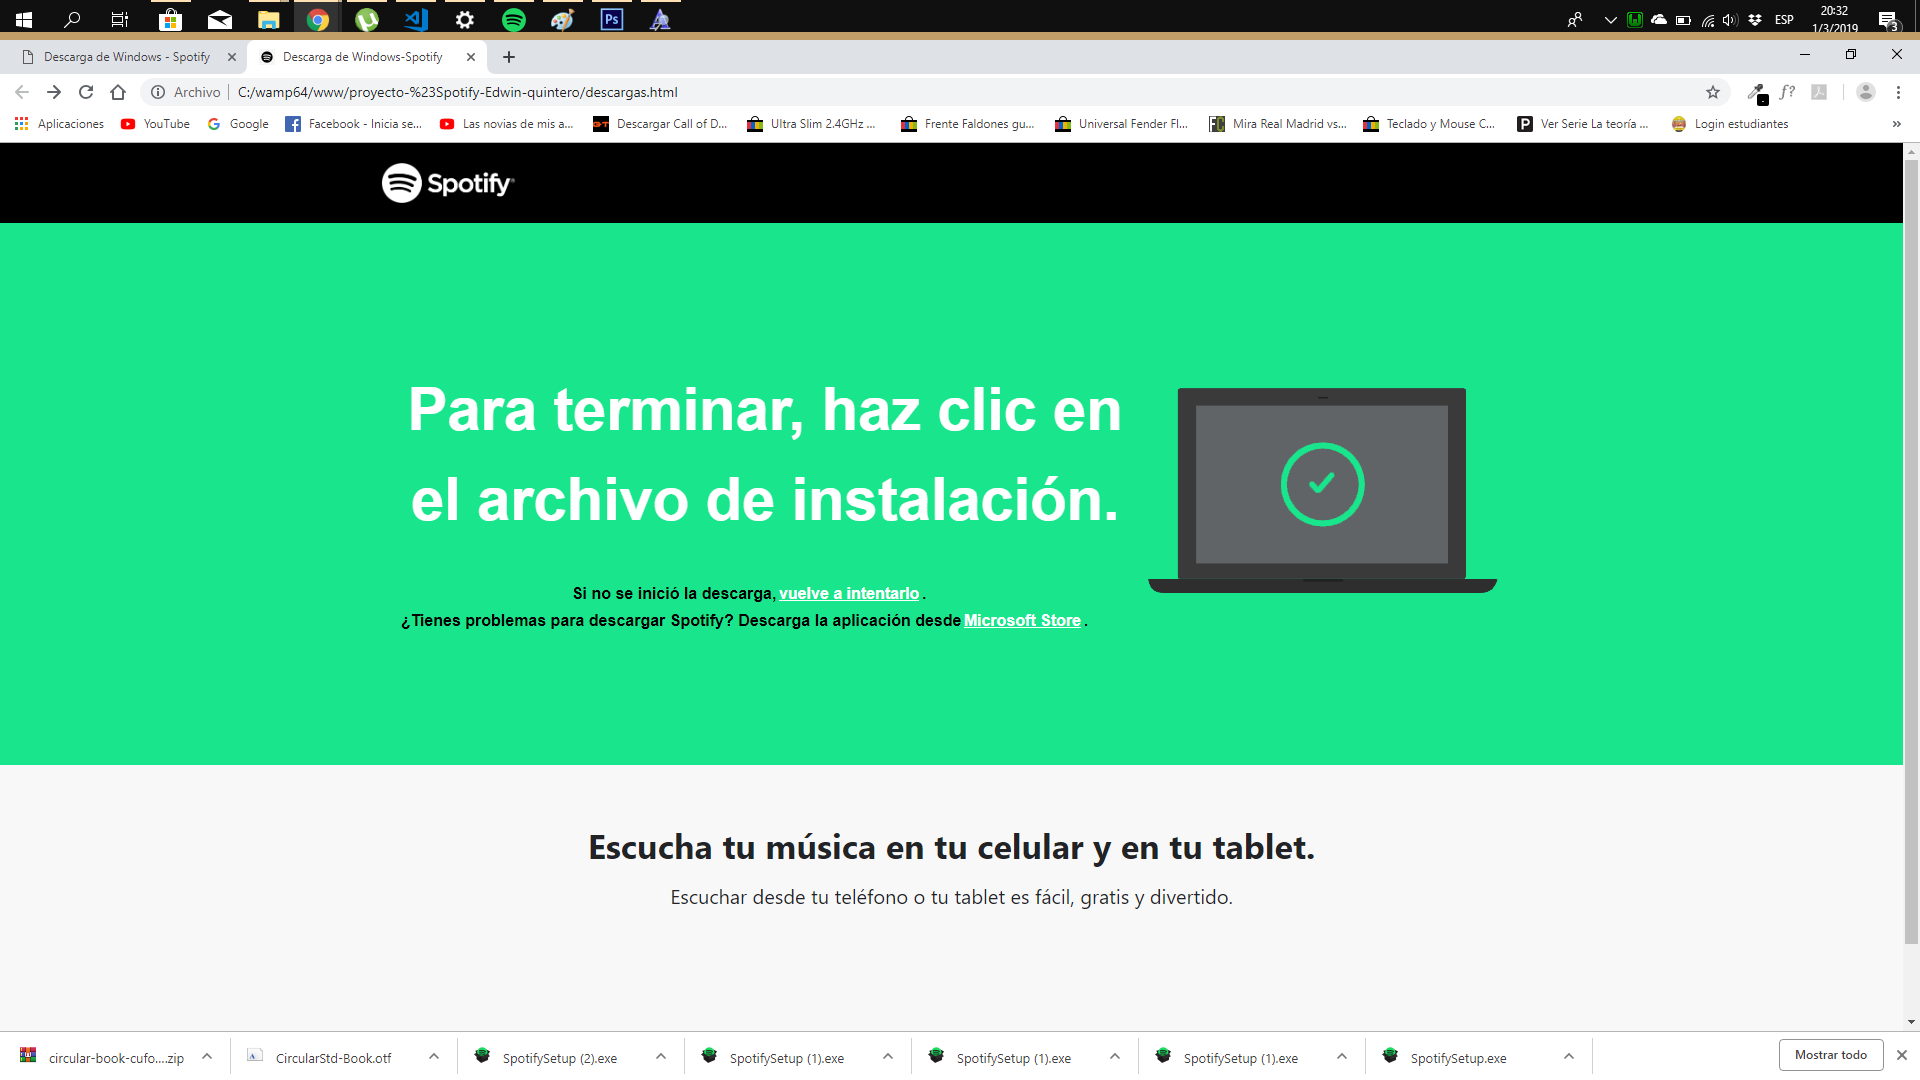 Ps
ESP
20:32
1/3/2019
3
Descarga de Windows - Spotify
Descarga de Windows-Spotify
Archivo
C:/wamp64/www/proyecto-%23Spotify-Edwin-quintero/descargas.html
f?
Aplicaciones
YouTube
Google
Facebook - Inicia se...
Las novias de mis a...
Descargar Call of D...
Ultra Slim 2.4GHz ...
Frente Faldones gu...
Universal Fender Fl...
Mira Real Madrid vs...
Teclado y Mouse C...
Ver Serie La teoría ...
Login estudiantes
Spotify
Para terminar, haz clic en
el archivo de instalación.
Si no se inició la descarga, vuelve a intentarlo .
¿Tienes problemas para descargar Spotify? Descarga la aplicación desde Microsoft Store .
Escucha tu música en tu celular y en tu tablet.
Escuchar desde tu teléfono o tu tablet es fácil, gratis y divertido.
circular-book-cufo....zip
CircularStd-Book.otf
SpotifySetup (2).exe
SpotifySetup (1).exe
SpotifySetup (1).exe
SpotifySetup (1).exe
SpotifySetup.exe
Mostrar todo